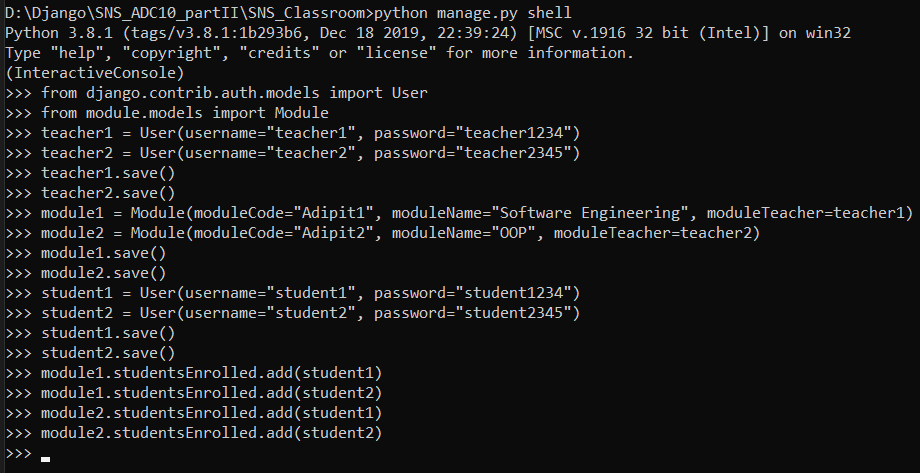 D:\Django\SNS_ADC10_partII\SNS_Classroom>python manage.py shell
Python 3.8.1 (tags/v3.8.1:1b293b6, Dec 18 2019, 22:39:24) [MSC v.1916 32 bit (Intel)] on win32
Type "help", "copyright", "credits" or "license" for more information.
(InteractiveConsole)
>>> from django.contrib.auth.models import User
>>> from module.models import Module
>>> teacher1 = User(username="teacher1", password="teacher1234")
>>> teacher2 = User(username="teacher2", password="teacher2345")
>>> teacher1.save()
>>> teacher2.save()
>>> module1 = Module(moduleCode="Adipit1", moduleName="Software Engineering", moduleTeacher=teacher1)
>>> module2 = Module(moduleCode="Adipit2", moduleName="OOP", moduleTeacher=teacher2)
>>> module1.save()
>>> module2.save()
>>> student1 = User(username="student1", password="student1234")
>>> student2 = User(username="student2", password="student2345")
>>> student1.save()
>>> student2.save()
>>> module1.studentsEnrolled.add(student1)
>>> module1.studentsEnrolled.add(student2)
>>> module2.studentsEnrolled.add(student1)
>>> module2.studentsEnrolled.add(student2)
>>>